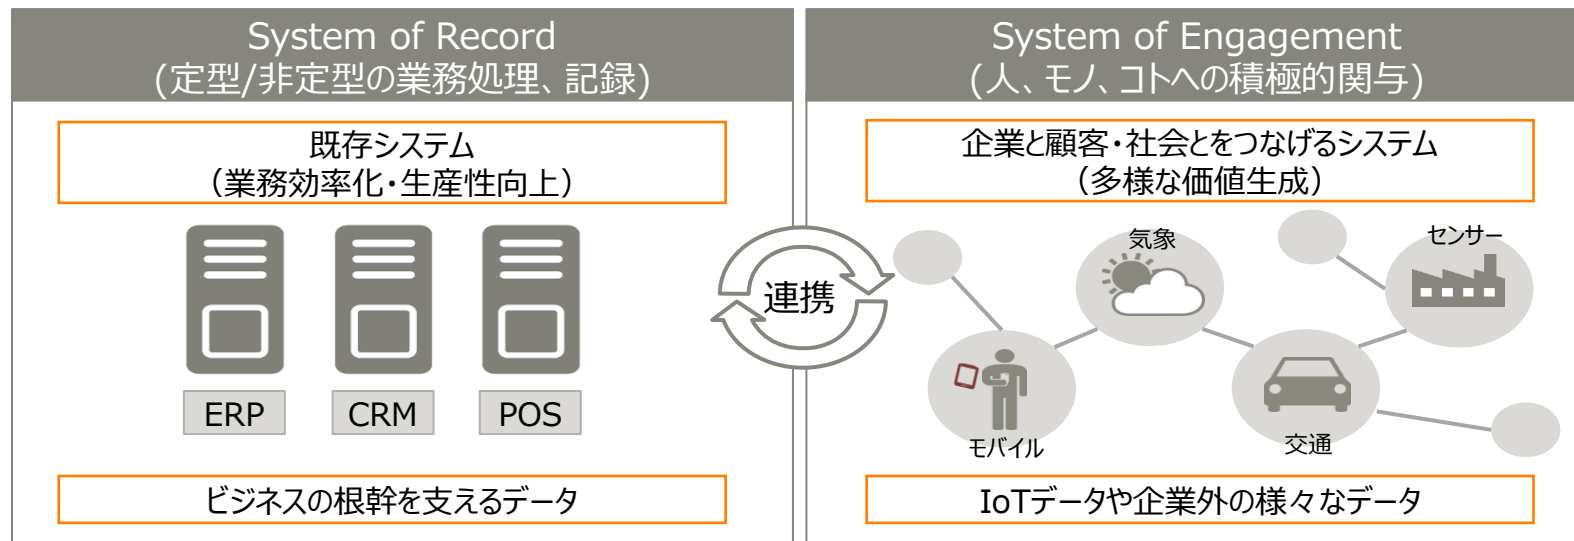 System of Record
(定型/非定型の業務処理、記録)
既存システム
（業務効率化・生産性向上）
ERP
CRM
POS
ビジネスの根幹を支えるデータ
連携
System of Engagement
(人、モノ、コトへの積極的関与)
企業と顧客・社会とをつなげるシステム
（多様な価値生成）
気象
センサー
モバイル
交通
IoTデータや企業外の様々なデータ